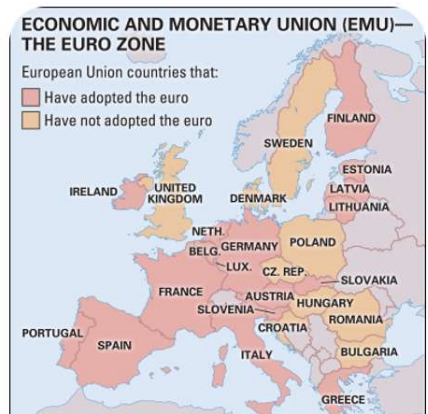 ECONOMIC AND MONETARY UNION (EMU)—
THE EURO ZONE
European Union countries that:
Have adopted the euro
Have not adopted the euro
FINLAND
SWEDEN
ESTONIA
LATVIA
LITHUANIA
IRELAND
UNITED
KINGDOM
DENMARK
NETH.
BELG.
GERMANY
POLAND
LUX.
CZ. REP.
SLOVAKIA
FRANCE
AUSTRIA
HUNGARY
SLOVENIA
ROMANIA
CROATIA
PORTUGAL
SPAIN
ITALY
BULGARIA
GREECE